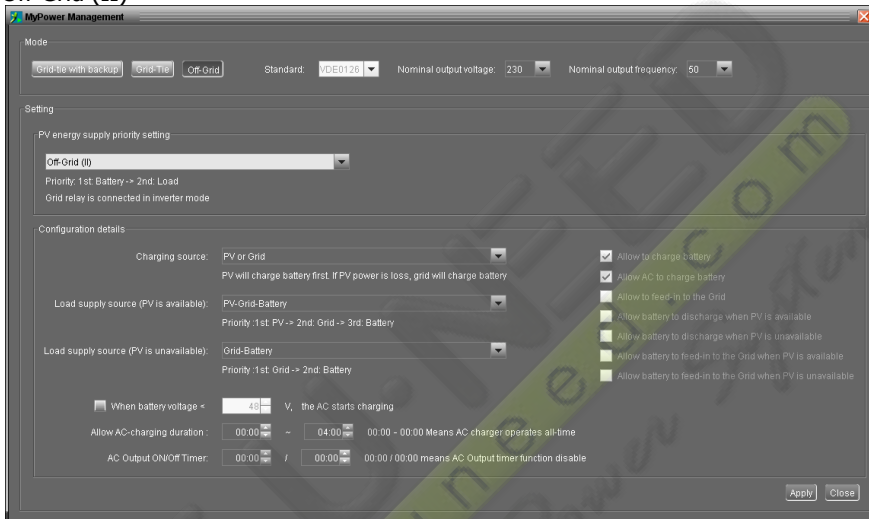 Off-Grid (II)
MyPower Management
Mode
Grid-tie with backup Grid-Tie Off-Grid Standard: VDE0126 Nominal output voltage: 230 Nominal output frequency: 50
Setting
PV energy supply priority setting
Off-Grid (II)
Priority: 1st: Battery -> 2nd: Load
Grid relay is connected in inverter mode
Configuration details
Charging source: PV or Grid
PV will charge battery first. If PV power is loss, grid will charge battery
Load supply source (PV is available): PV-Grid-Battery
Priority :1st: PV -> 2nd: Grid -> 3rd: Battery
Load supply source (PV is unavailable): Grid-Battery
Priority :1st: Grid -> 2nd: Battery
Allow to charge battery
Allow AC to charge battery
Allow to feed-in to the Grid
Allow battery to discharge when PV is available
Allow battery to discharge when PV is unavailable
Allow battery to feed-in to the Grid when PV is available
Allow battery to feed-in to the Grid when PV is unavailable
When battery voltage < 48 V, the AC starts charging
Allow AC-charging duration : 00:00 ~ 04:00 00:00 - 00:00 Means AC charger operates all-time
AC Output ON/Off Timer: 00:00 / 00:00 00:00 / 00:00 means AC Output timer function disable
Apply Close